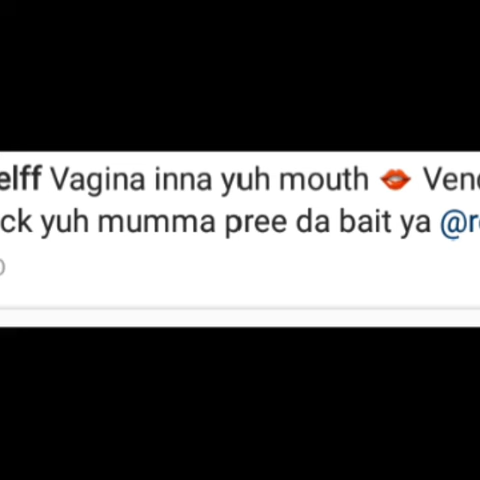 elff Vagina inna yuh mouth 👄 Ven
ck yuh mumma pree da bait ya @r